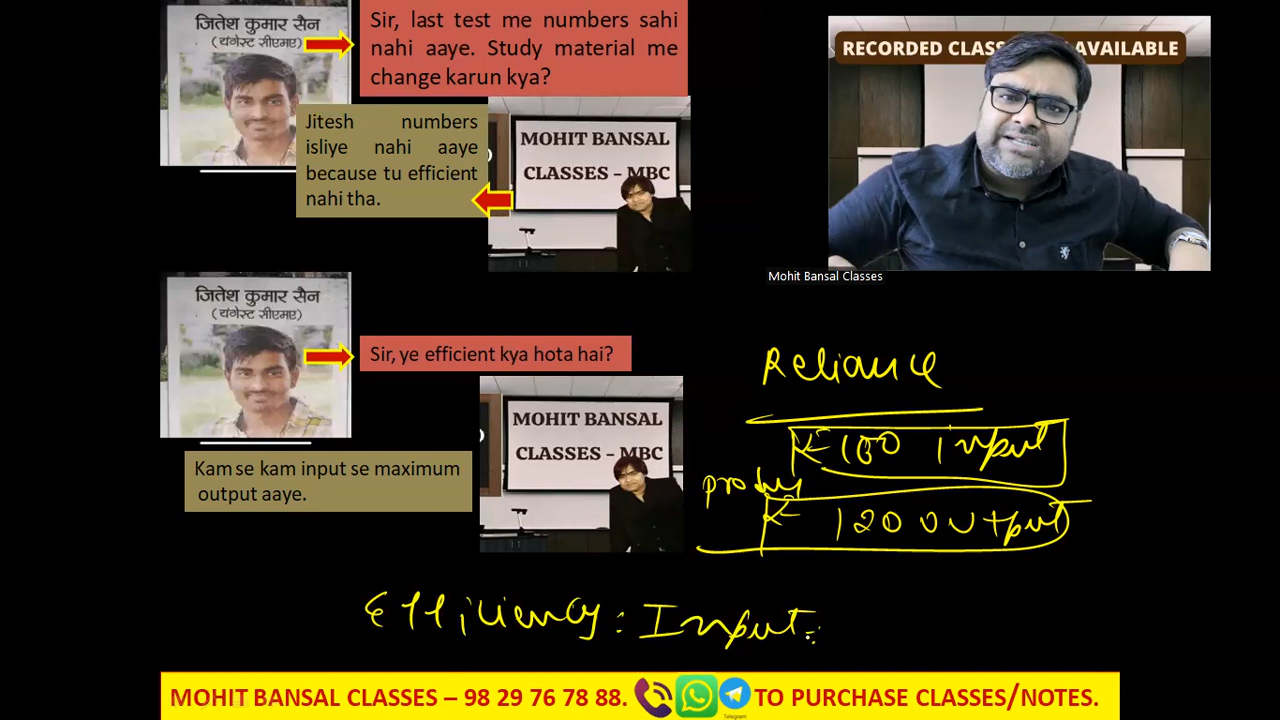 जितेश कुमार सैन
(यंगेस्ट सीएमए)
Sir, last test me numbers sahi
nahi aaye. Study material me
change karun kya?
Jitesh numbers
isliye nahi aaye
because tu efficient
nahi tha.
MOHIT BANSAL
CLASSES - MBC
RECORDED CLASS AVAILABLE
Mohit Bansal Classes
जितेश कुमार सैन
(यंगेस्ट सीएमए)
Sir, ye efficient kya hota hai?
MOHIT BANSAL
CLASSES - MBC
Kam se kam input se maximum
output aaye.
Reliance
100 input
120 output
Efficiency: Input
MOHIT BANSAL CLASSES – 98 29 76 78 88. TO PURCHASE CLASSES/NOTES.
Telegram